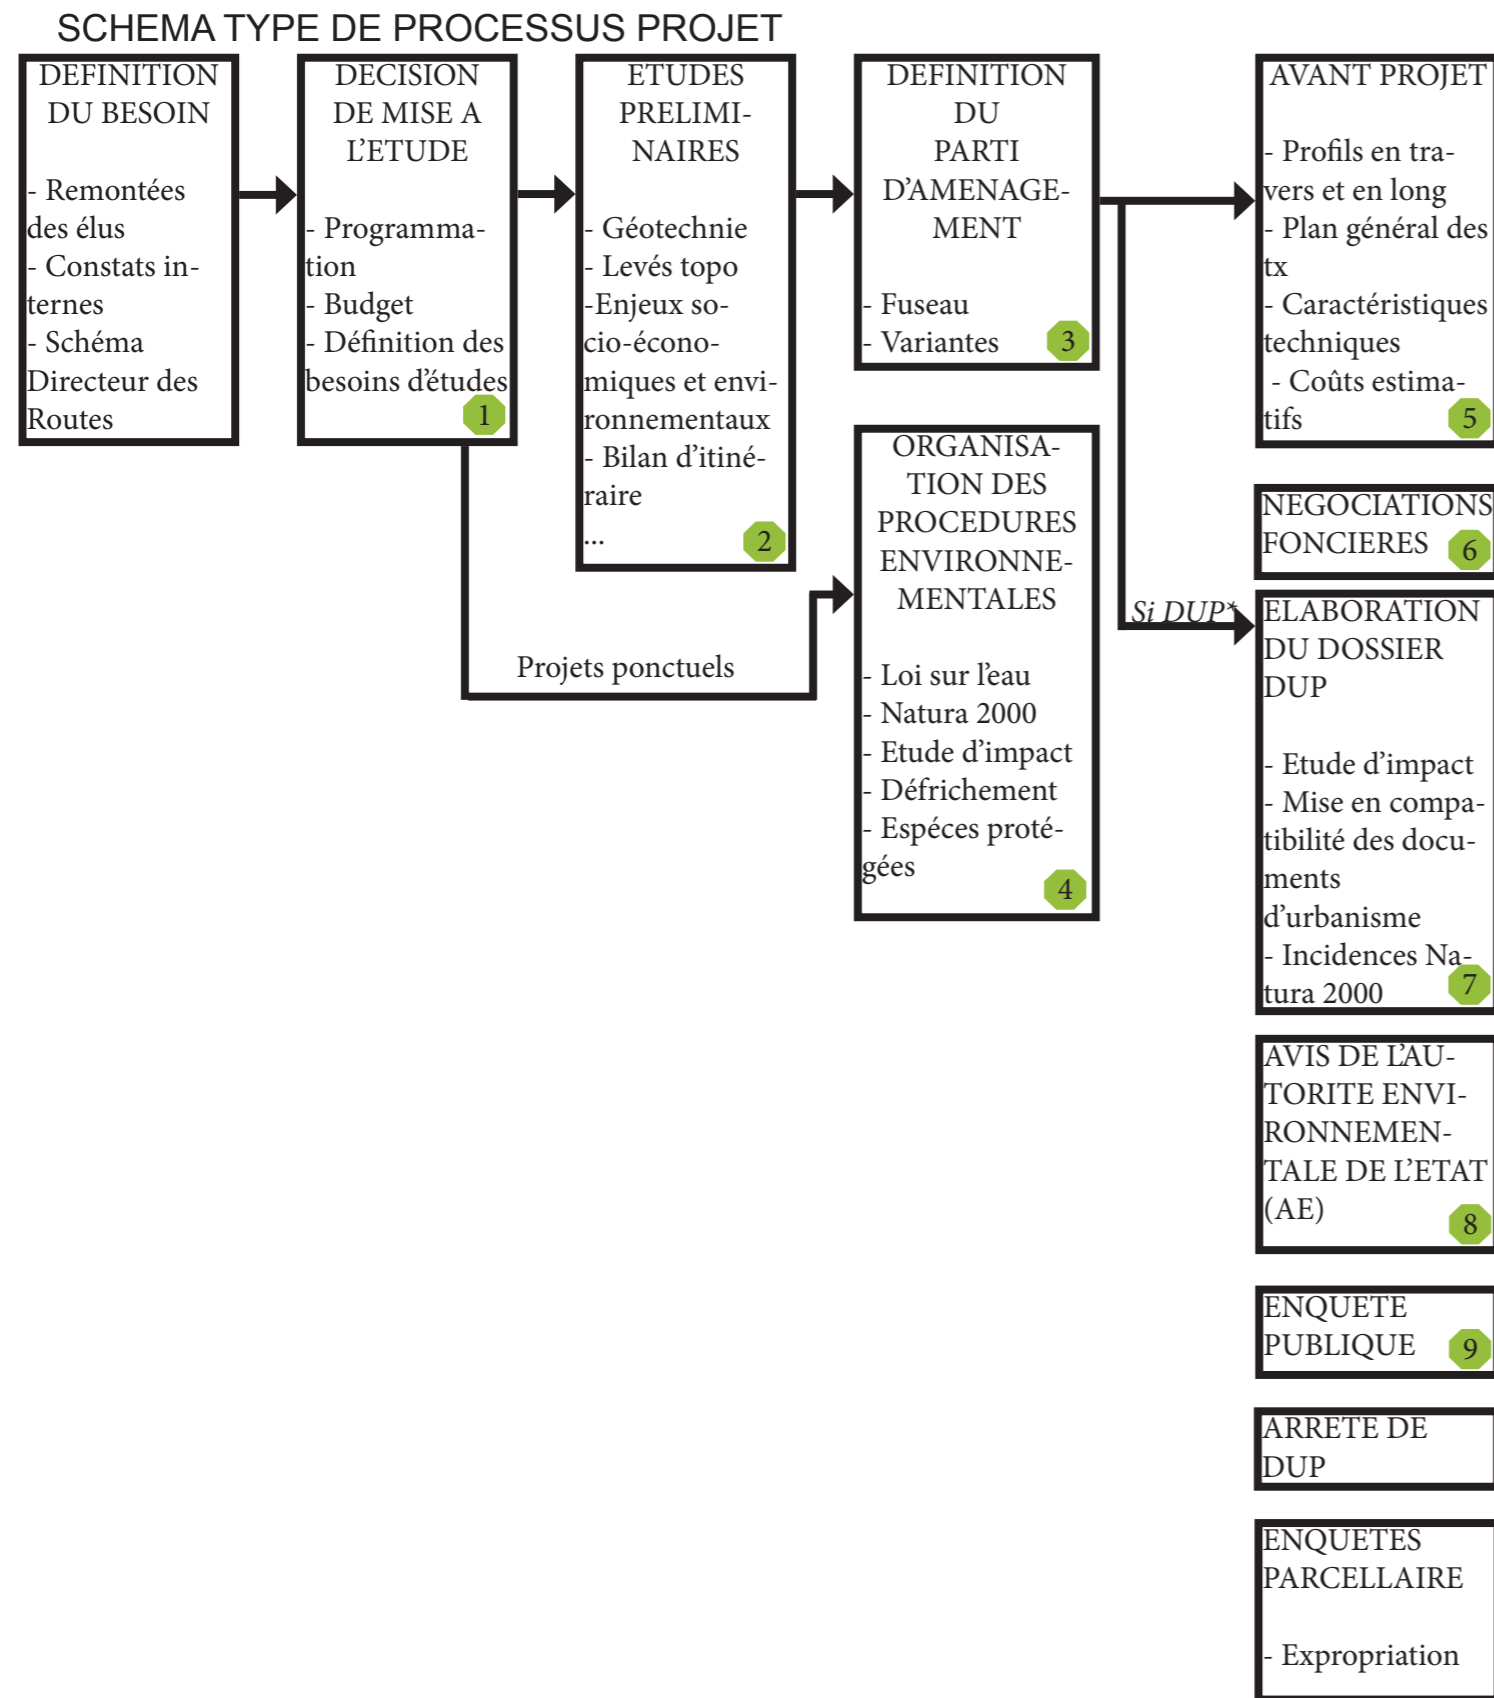 SCHEMA TYPE DE PROCESSUS PROJET
DEFINITION
DU BESOIN
- Remontées
des élus
- Constats in-
ternes
- Schéma
Directeur des
Routes
DECISION
DE MISE A
L'ETUDE
- Programma-
tion
- Budget
- Définition des
besoins d'études
1
ETUDES
PRELIMI-
NAIRES
- Géotechnie
- Levés topo
-Enjeux so-
cio-écono-
miques et envi-
ronnementaux
- Bilan d'itiné-
raire
...
2
DEFINITION
DU
PARTI
D'AMENAGE-
MENT
- Fuseau
- Variantes
3
Projets ponctuels
ORGANISA-
TION DES
PROCEDURES
ENVIRONNE-
MENTALES
- Loi sur l'eau
- Natura 2000
- Etude d'impact
- Défrichement
- Espéces proté-
gées
4
AVANT PROJET
- Profils en tra-
vers et en long
- Plan général des
tx
- Caractéristiques
techniques
- Coûts estima-
tifs
5
NEGOCIATIONS
FONCIERES
6
Si DUP*
ELABORATION
DU DOSSIER
DUP
- Etude d'impact
- Mise en compa-
tibilité des docu-
ments
d'urbanisme
- Incidences Na-
tura 2000
7
AVIS DE L'AU-
TORITE ENVI-
RONNEMEN-
TALE DE L'ETAT
(AE)
8
ENQUETE
PUBLIQUE
9
ARRETE DE
DUP
ENQUETES
PARCELLAIRE
- Expropriation